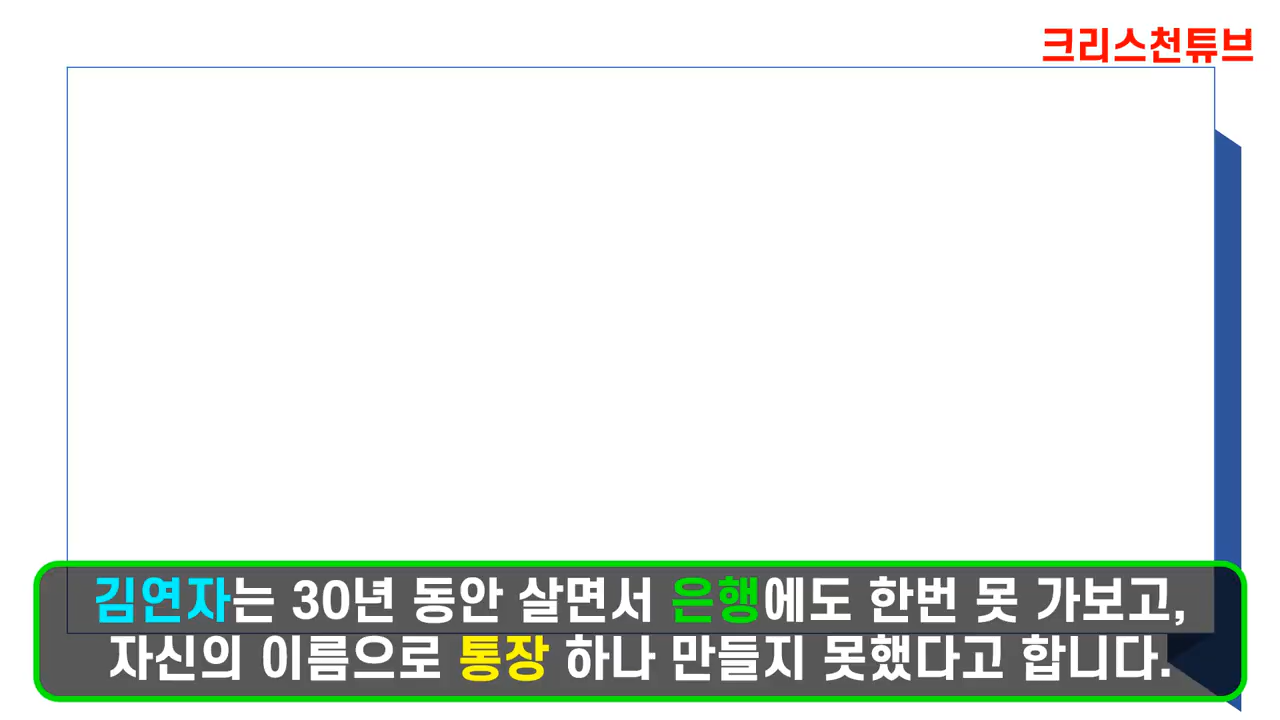 크리스천튜브
김연자는 30년 동안 살면서 은행에도 한번 못 가보고,
자신의 이름으로 통장 하나 만들지 못했다고 합니다.